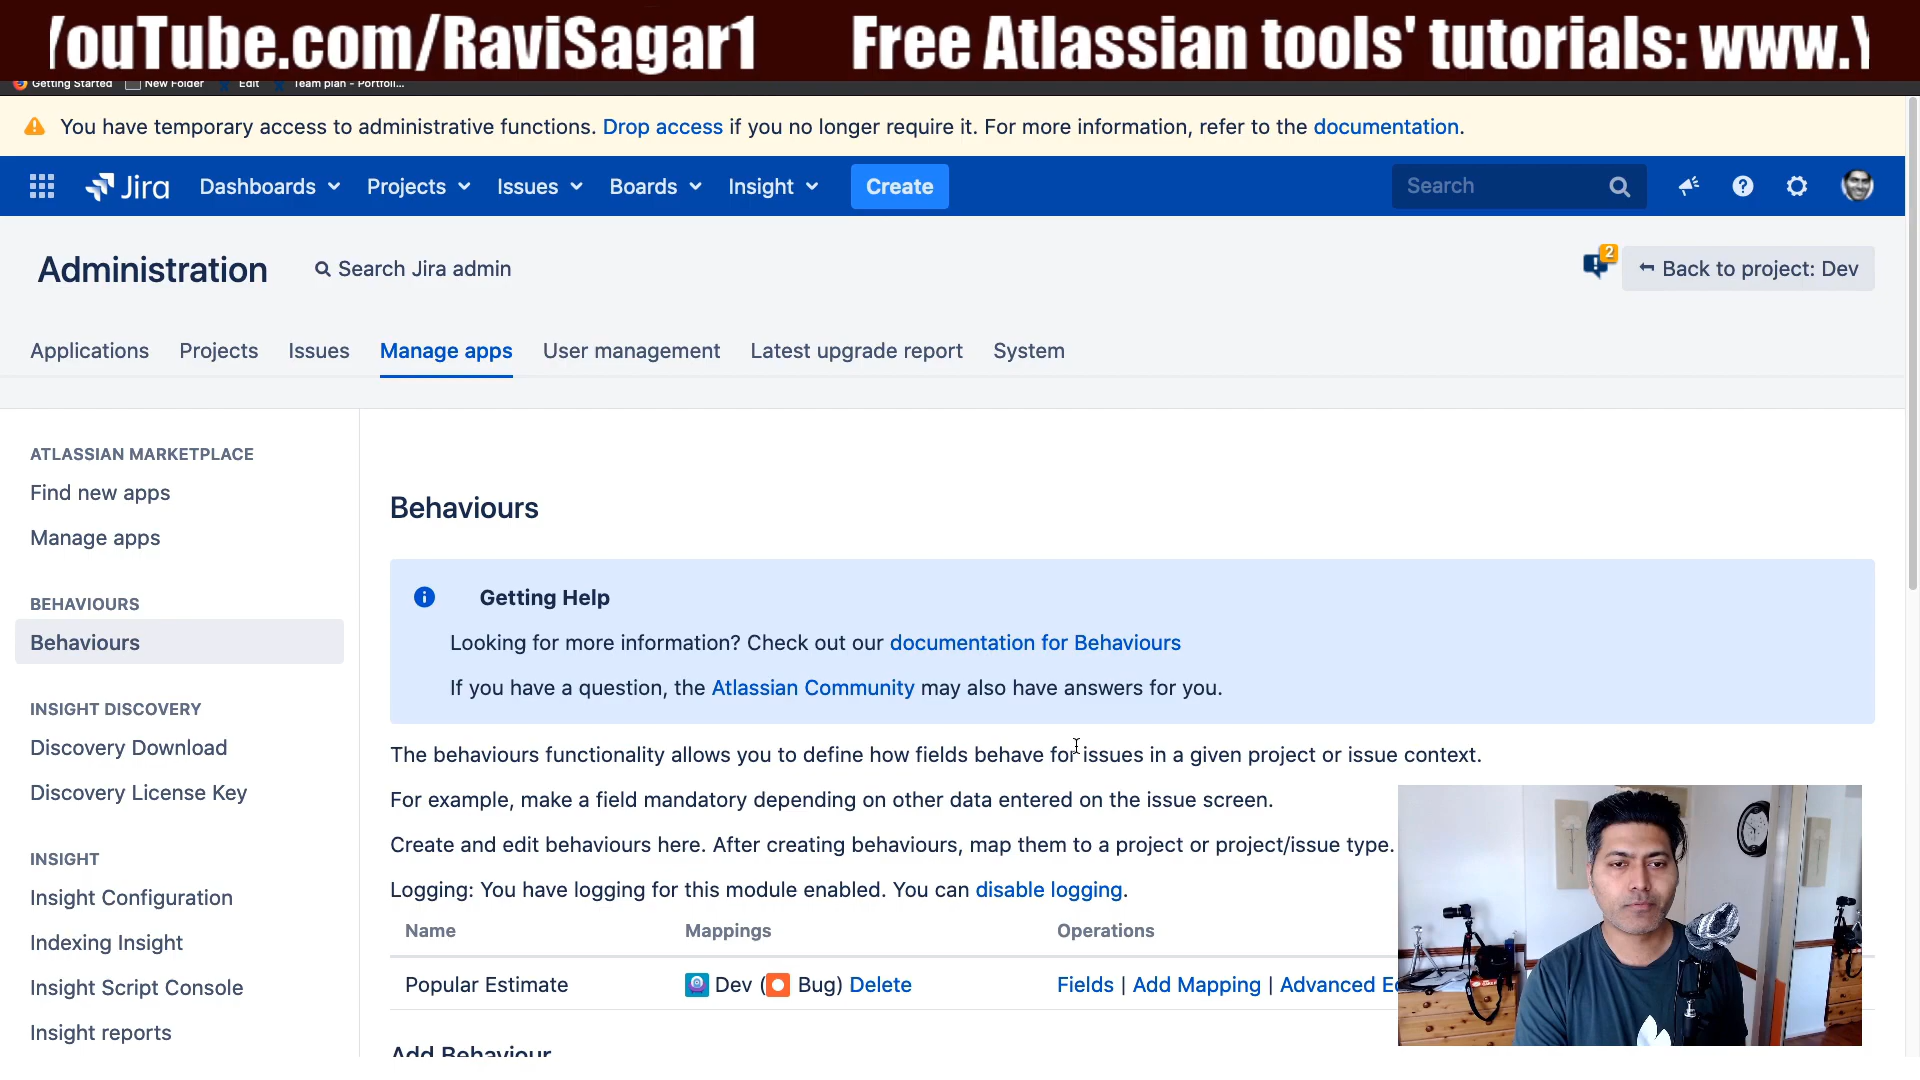 YouTube.com/RaviSagar1 Free Atlassian tools' tutorials: www.Y
Getting Started New Folder Edit Team plan - Portfoli...
You have temporary access to administrative functions. Drop access if you no longer require it. For more information, refer to the documentation.
Jira Dashboards Projects Issues Boards Insight Create Search
Administration Search Jira admin 2 Back to project: Dev
Applications Projects Issues Manage apps User management Latest upgrade report System
ATLASSIAN MARKETPLACE
Find new apps
Manage apps
BEHAVIOURS
Behaviours
INSIGHT DISCOVERY
Discovery Download
Discovery License Key
INSIGHT
Insight Configuration
Indexing Insight
Insight Script Console
Insight reports
Behaviours
Getting Help
Looking for more information? Check out our documentation for Behaviours
If you have a question, the Atlassian Community may also have answers for you.
The behaviours functionality allows you to define how fields behave for issues in a given project or issue context.
For example, make a field mandatory depending on other data entered on the issue screen.
Create and edit behaviours here. After creating behaviours, map them to a project or project/issue type.
Logging: You have logging for this module enabled. You can disable logging.
Name Mappings Operations
Popular Estimate Dev (Bug) Delete Fields | Add Mapping | Advanced
Add Behaviour